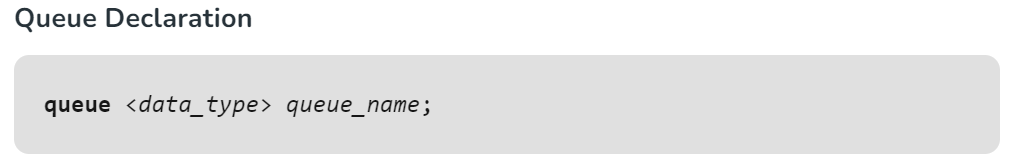 Queue Declaration
queue <data_type> queue_name;